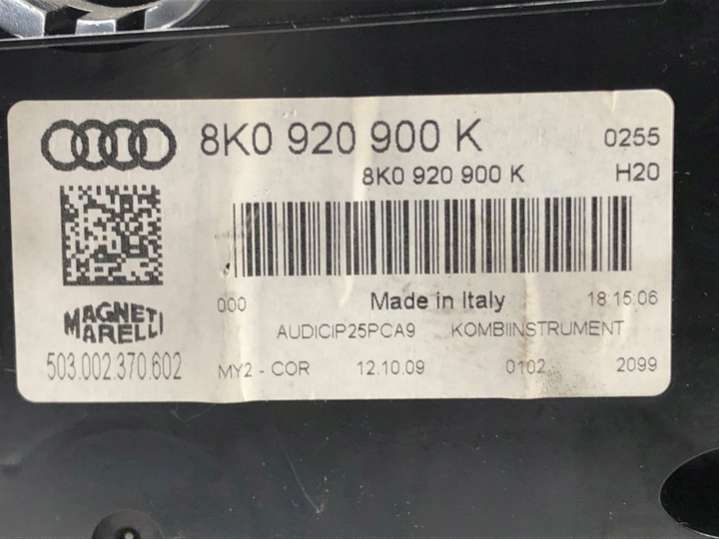 8K0 920 900 K 0255
8K0 920 900 K H20
000 Made in Italy 18 15:06
MAGNETI
MARELLI
AUDICIP25PCA9 KOMBIINSTRUMENT
503.002.370.602
MY2 - COR 12.10.09 0102 2099